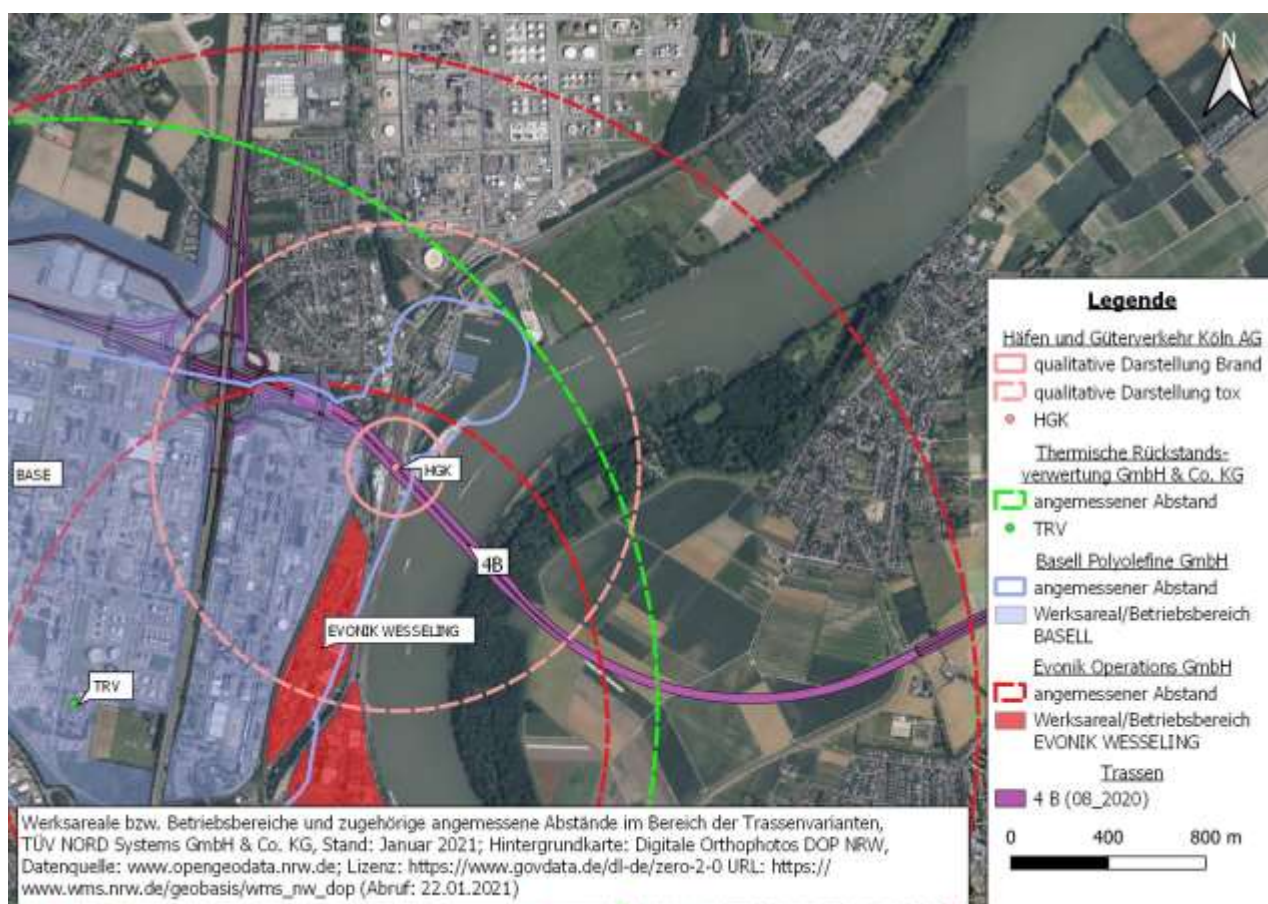 N
BASE
HGK
4B
EVONIK WESSELING
TRV
Legende
Häfen und Güterverkehr Köln AG
qualitative Darstellung Brand
qualitative Darstellung tox
HGK
Thermische Rückstands-
verwertung GmbH & Co. KG
angemessener Abstand
TRV
Basell Polyolefine GmbH
angemessener Abstand
Werksareal/Betriebsbereich
BASELL
Evonik Operations GmbH
angemessener Abstand
Werksareal/Betriebsbereich
EVONIK WESSELING
Trassen
4 B (08_2020)
0 400 800 m
Werksareale bzw. Betriebsbereiche und zugehörige angemessene Abstände im Bereich der Trassenvarianten,
TÜV NORD Systems GmbH & Co. KG, Stand: Januar 2021; Hintergrundkarte: Digitale Orthophotos DOP NRW,
Datenquelle: www.opengeodata.nrw.de; Lizenz: https://www.govdata.de/dl-de/zero-2-0 URL: https://
www.wms.nrw.de/geobasis/wms_nw_dop (Abruf: 22.01.2021)